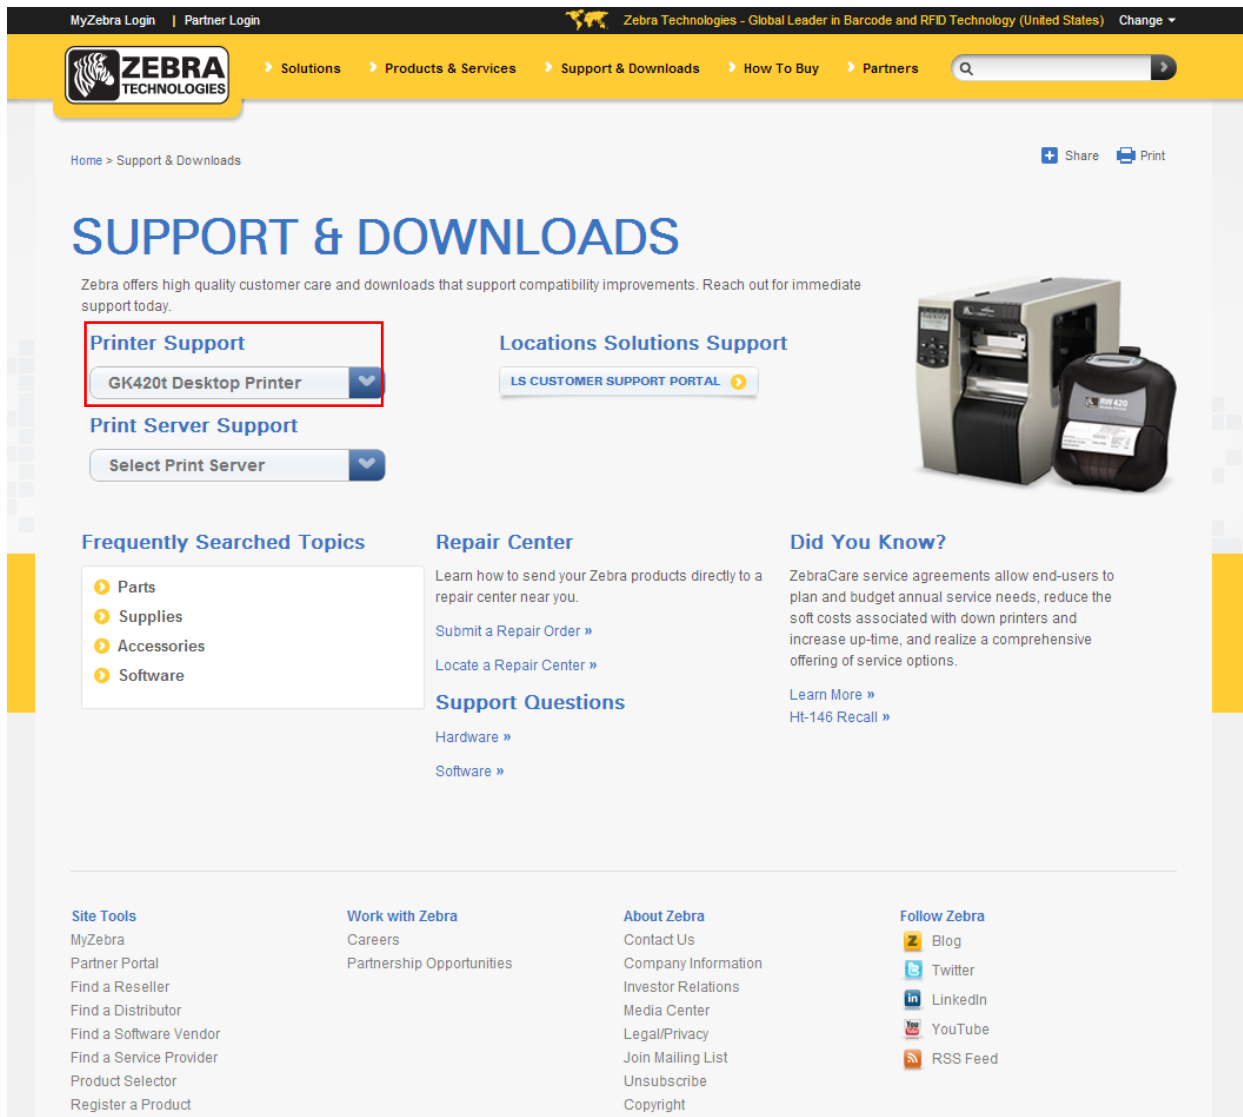 MyZebra Login | Partner Login
Zebra Technologies - Global Leader in Barcode and RFID Technology (United States) Change
ZEBRA
TECHNOLOGIES
Solutions Products & Services Support & Downloads How To Buy Partners
Home > Support & Downloads
Share Print
SUPPORT & DOWNLOADS
Zebra offers high quality customer care and downloads that support compatibility improvements. Reach out for immediate
support today.
Printer Support
GK420t Desktop Printer
Print Server Support
Select Print Server
Locations Solutions Support
LS CUSTOMER SUPPORT PORTAL
RW 420
Frequently Searched Topics
Parts
Supplies
Accessories
Software
Repair Center
Learn how to send your Zebra products directly to a
repair center near you.
Submit a Repair Order »
Locate a Repair Center »
Support Questions
Hardware »
Software »
Did You Know?
ZebraCare service agreements allow end-users to
plan and budget annual service needs, reduce the
soft costs associated with down printers and
increase up-time, and realize a comprehensive
offering of service options.
Learn More »
Ht-146 Recall »
Site Tools
MyZebra
Partner Portal
Find a Reseller
Find a Distributor
Find a Software Vendor
Find a Service Provider
Product Selector
Register a Product
Work with Zebra
Careers
Partnership Opportunities
About Zebra
Contact Us
Company Information
Investor Relations
Media Center
Legal/Privacy
Join Mailing List
Unsubscribe
Copyright
Follow Zebra
Blog
Twitter
LinkedIn
YouTube
RSS Feed